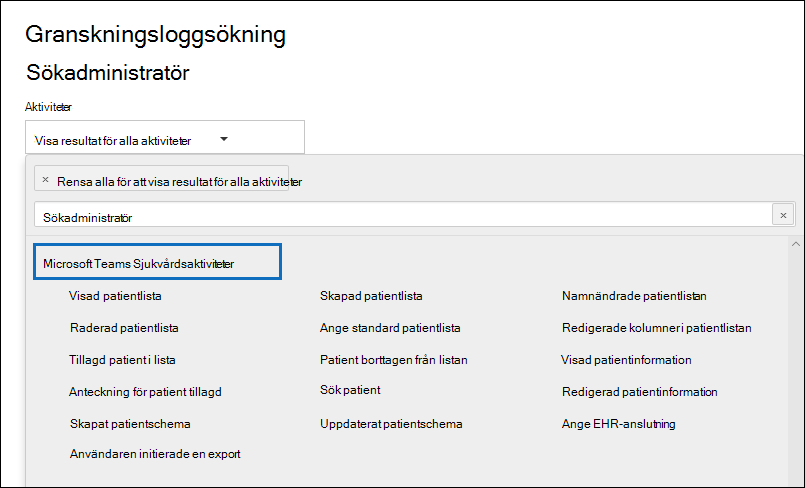 Granskningsloggsökning
Sökadministratör
Aktiviteter
Visa resultat för alla aktiviteter
× Rensa alla för att visa resultat för alla aktiviteter
Sökadministratör ×
Microsoft Teams Sjukvårdsaktiviteter
Visad patientlista Skapad patientlista Namnändrade patientlistan
Raderad patientlista Ange standard patientlista Redigerade kolumner i patientlistan
Tillagd patient i lista Patient borttagen från listan Visad patientinformation
Anteckning för patient tillagd Sök patient Redigerad patientinformation
Skapat patientschema Uppdaterat patientschema Ange EHR-anslutning
Användaren initierade en export